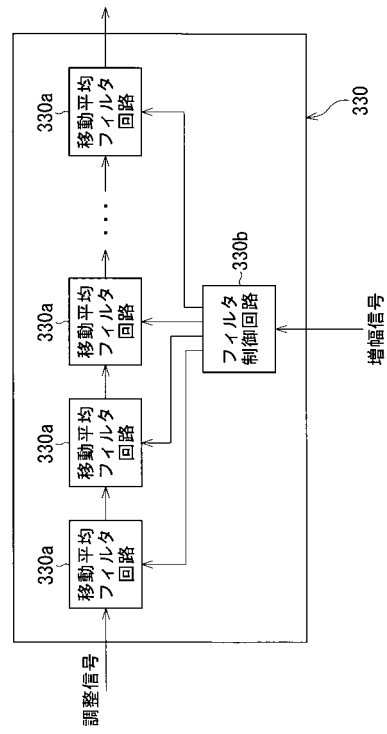 調整信号
330a
移動平均
フィルタ
回路
330a
移動平均
フィルタ
回路
330a
移動平均
フィルタ
回路
...
330a
移動平均
フィルタ
回路
330b
フィルタ
制御回路
増幅信号
330